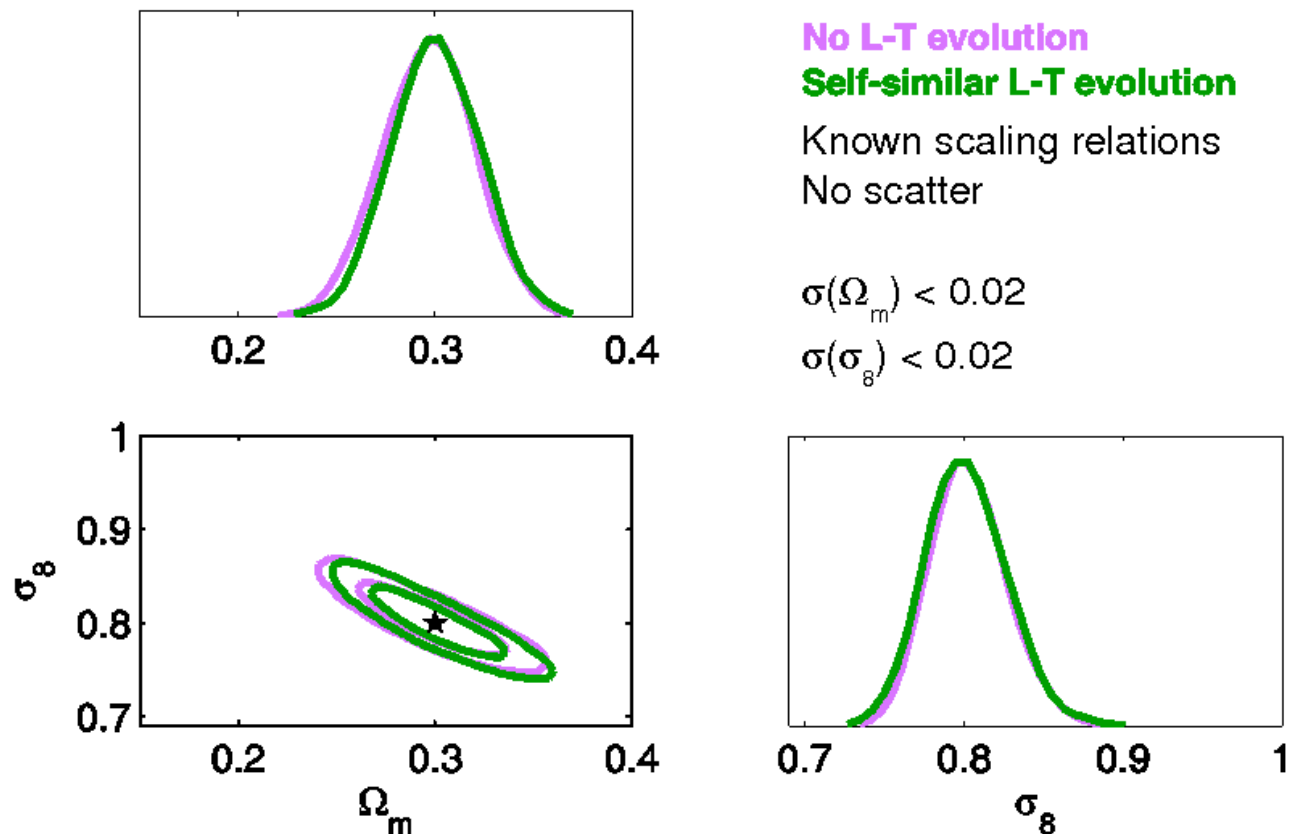 No L-T evolution
Self-similar L-T evolution
Known scaling relations
No scatter
σ(Ωₘ) < 0.02
σ(σ₈) < 0.02
0.2 0.3 0.4
1
0.9
0.8
0.7
σ₈
0.2 0.3 0.4
Ωₘ
0.7 0.8 0.9 1
σ₈